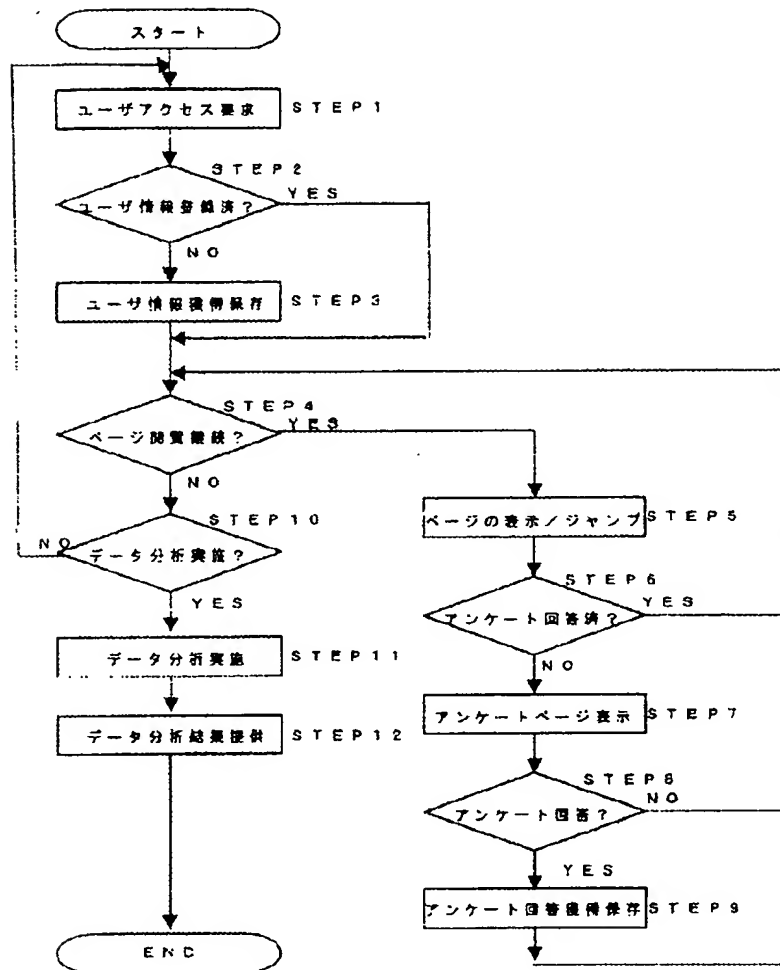 スタート
ユーザアクセス要求 STEP1
STEP2
ユーザ情報登録済? YES
NO
ユーザ情報獲得保存 STEP3
STEP4
ページ閲覧継続? YES
NO
STEP10
NO データ分析実施?
YES
データ分析実施 STEP11
データ分析結果提供 STEP12
END
ページの表示/ジャンプ STEP5
STEP6
アンケート回答済? YES
NO
アンケートページ表示 STEP7
STEP8
アンケート回答? NO
YES
アンケート回答獲得保存 STEP9